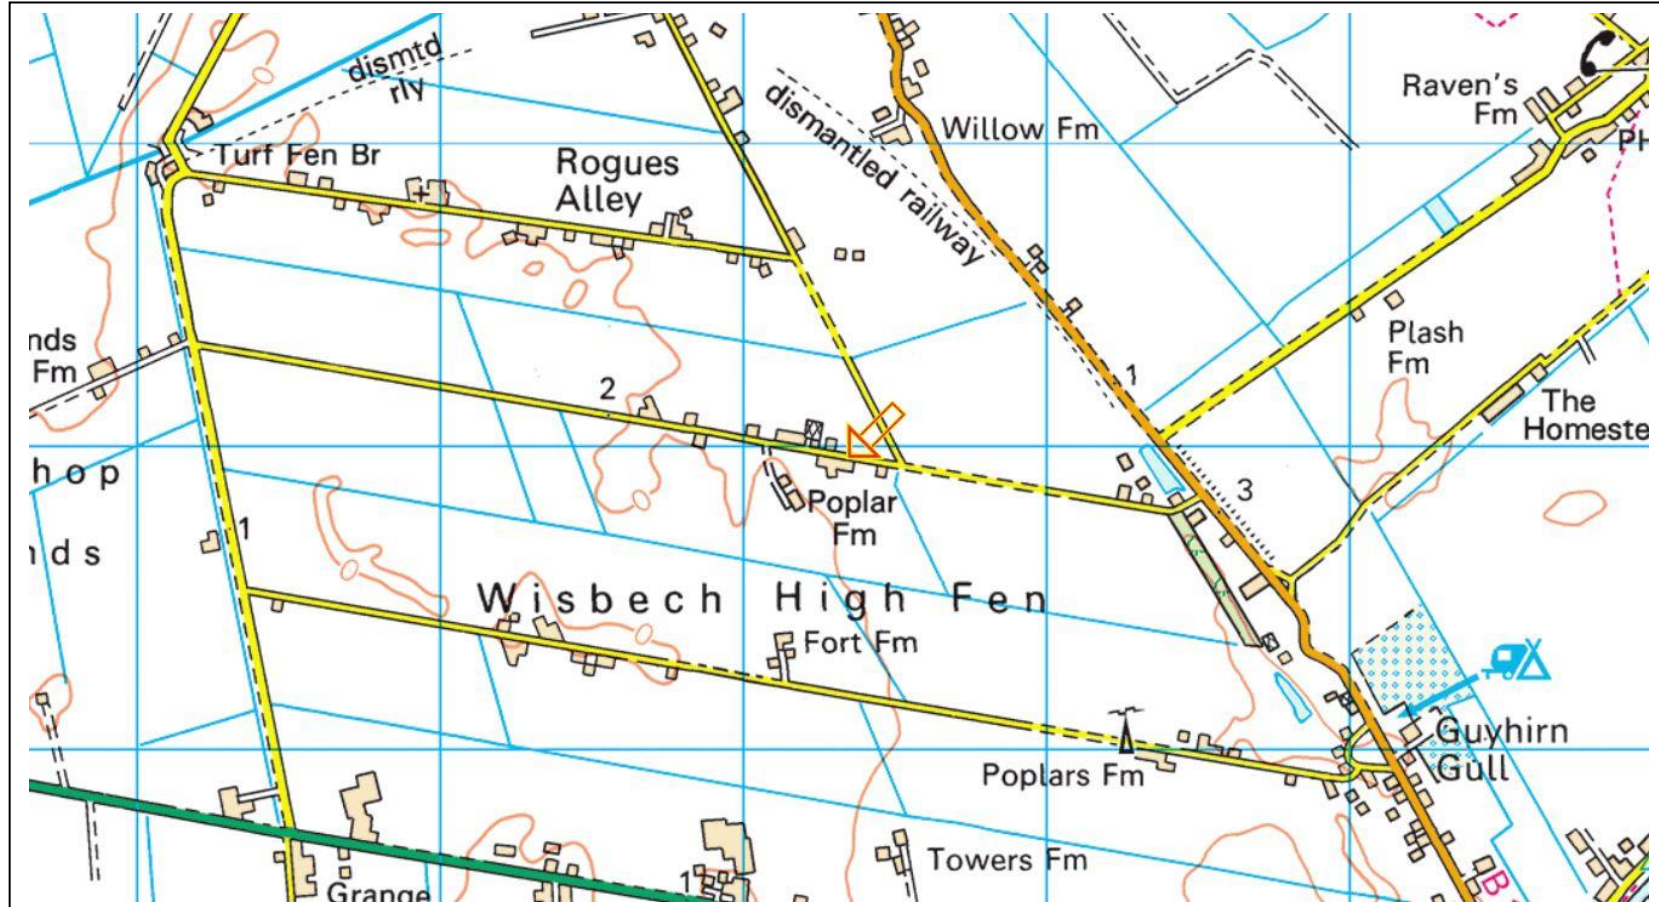 dismtd
rly
Turf Fen Br
Rogues
Alley
dismantled railway
Willow Fm
Raven's
Fm
PH
nds
Fm
2
1
Plash
Fm
The
Homeste
hop
nds
1
Poplar
Fm
3
Wisbech High Fen
Fort Fm
Poplars Fm
Guyhirn
Gull
Towers Fm
Grange
1
B